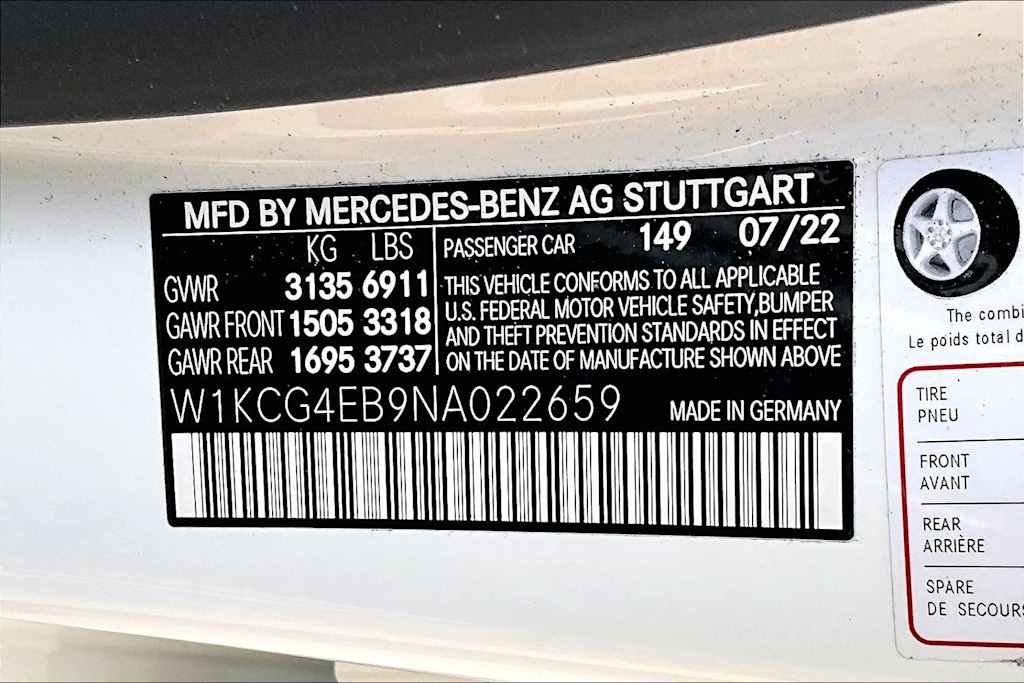 MFD BY MERCEDES-BENZ AG STUTTGART
KG LBS
GVWR 3135 6911
GAWR FRONT 1505 3318
GAWR REAR 1695 3737
PASSENGER CAR 149 07/22
THIS VEHICLE CONFORMS TO ALL APPLICABLE
U.S. FEDERAL MOTOR VEHICLE SAFETY,BUMPER
AND THEFT PREVENTION STANDARDS IN EFFECT
ON THE DATE OF MANUFACTURE SHOWN ABOVE
W1KCG4EB9NA022659 MADE IN GERMANY
The combi
Le poids total d
TIRE
PNEU
FRONT
AVANT
REAR
ARRIÈRE
SPARE
DE SECOURS